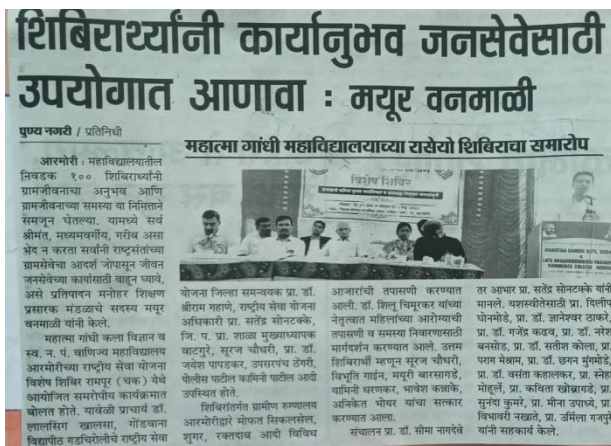 शिबिरार्थ्यांनी कार्यानुभव जनसेवेसाठी
उपयोगात आणावा : मयूर वनमाळी
पुण्य नगरी / प्रतिनिधी
महात्मा गांधी महाविद्यालयाच्या रासेयो शिबिराचा समारोप
आरमोरी : महाविद्यालयातील
निवडक १०० शिबिरार्थ्यांनी
ग्रामजीवनाचा अनुभव आणि
ग्रामजीवनाच्या समस्या या निमित्ताने
समजून घेतल्या. यामध्ये सर्व
श्रीमंत, मध्यमवर्गीय, गरीब असा
भेद न करता सर्वांनी राष्ट्रसंतांच्या
ग्रामसेवेचा आदर्श जोपासून जीवन
जनसेवेच्या कार्यासाठी वाहून घ्यावे,
असे प्रतिपादन मनोहर शिक्षण
प्रसारक मंडळाचे सदस्य मयूर
वनमाळी यांनी केले.
महात्मा गांधी कला विज्ञान व
स्व. न. पं. वाणिज्य महाविद्यालय
आरमोरीच्या राष्ट्रीय सेवा योजना
विशेष शिबिर रामपुर (चक) येथे
आयोजित समारोपीय कार्यक्रमात
बोलत होते. यावेळी प्राचार्य डॉ.
लालसिंग खालसा, गोंडवाना
विद्यापीठ गडचिरोलीचे राष्ट्रीय सेवा
विशेष शिबिर
MAHATMA GANDHI ARTS, SCIENCE
LATE
COMMERCE COLLEGE
योजना जिल्हा समन्वयक प्रा. डॉ.
श्रीराम गहाणे, राष्ट्रीय सेवा योजना
अधिकारी प्रा. सतेंद्र सोनटक्के,
जि. प. प्रा. शाळा मुख्याध्यापक
वाटगुरे, सूरज चौधरी, प्रा. डॉ.
जयेश पापडकर, उपसरपंच ठेंगरी,
पोलीस पाटील कामिनी पाटील आदी
उपस्थित होते.
शिबिरांतर्गत ग्रामीण रुग्णालय
आरमोरीद्वारे मोफत सिकलसेल,
शुगर, रक्तदाब आदी विविध
आजारांची तपासणी करण्यात
आली. डॉ. शिलू चिमूरकर यांच्या
नेतृत्वात महिलांच्या आरोग्याची
तपासणी व समस्या निवारणासाठी
मार्गदर्शन करण्यात आले. उत्तम
शिबिरार्थी म्हणून सूरज चौधरी,
विभूति गाईन, मयूरी बारसागडे,
यामिनी धरणकर, भावेश कन्नाके,
अनिकेत भोयर यांचा सत्कार
करण्यात आला.
संचालन प्रा. डॉ. सीमा नागदेवे
तर आभार प्रा. सतेंद्र सोनटक्के यांनी
मानले. यशस्वीतेसाठी प्रा. दिलीप
घोनमोडे, प्रा. डॉ. ज्ञानेश्वर ठाकरे,
प्रा. डॉ. गजेंद्र कढव, प्रा. डॉ. नरेश
बनसोड, प्रा. डॉ. सतीश कोला, प्रा.
पराग मेश्राम, प्रा. डॉ. छगन मुंगमोडे,
प्रा. डॉ. वसंता कहालकर, प्रा. स्नेहा
मोहुर्ले, प्रा. कविता खोब्रागडे, प्रा.
सुनंदा कुमरे, प्रा. मीना उपाध्ये, प्रा.
विभावरी नखाते, प्रा. उर्मिला गजपुरे
यांनी सहकार्य केले.